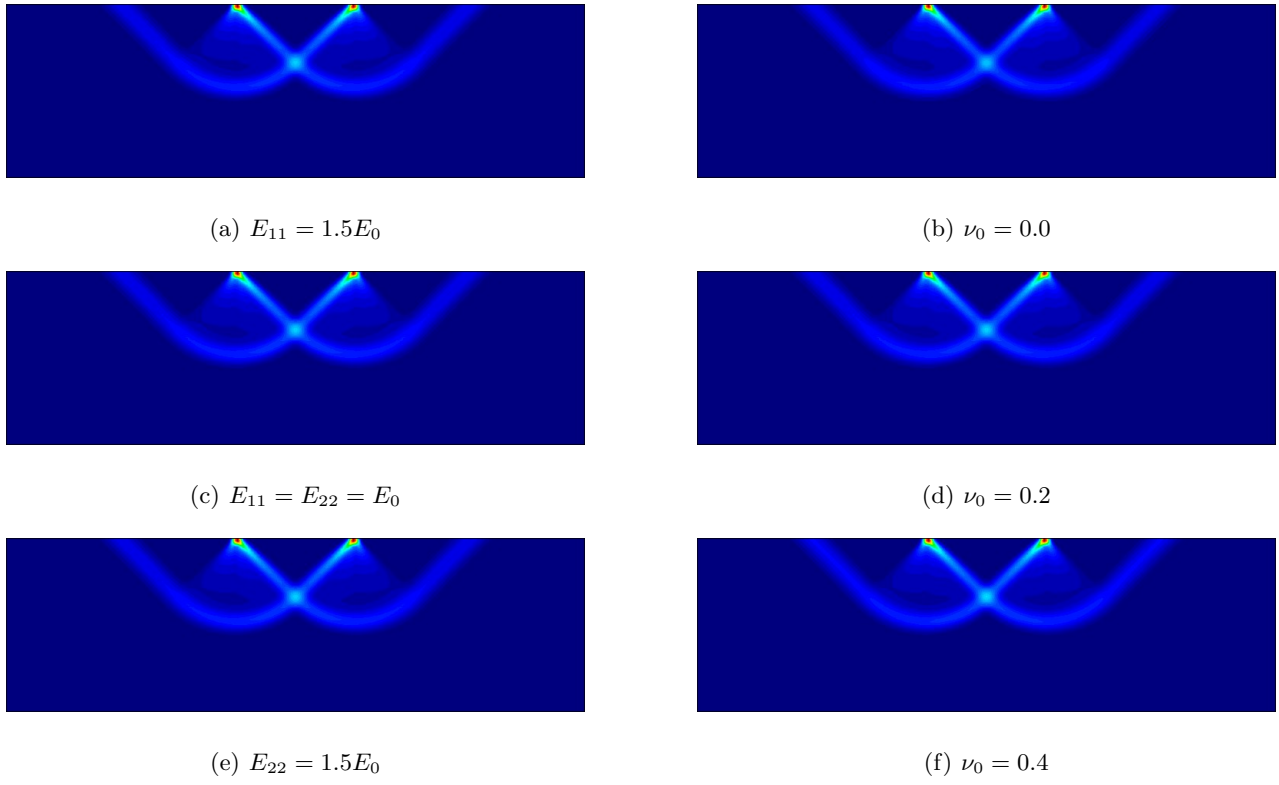 (a) E₁₁ = 1.5E₀
(b) ν₀ = 0.0
(c) E₁₁ = E₂₂ = E₀
(d) ν₀ = 0.2
(e) E₂₂ = 1.5E₀
(f) ν₀ = 0.4